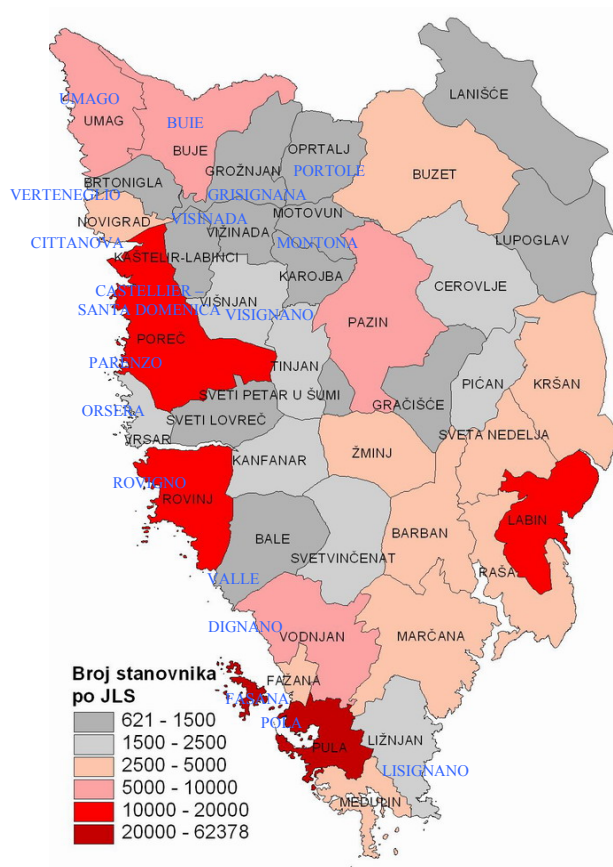 LANIŠĆE
UMAGO
UMAG
BUIE
BUJE
OPRTALJ
GROŽNJAN
PORTOLE
BUZET
BRTONIGLA
VERTENEGLIO
GRISIGNANA
NOVIGRAD
VISINADA
MOTOVUN
CITTANOVA
VIŽINADA
MONTONA
LUPOGLAV
KAŠTELIR-LABINCI
KAROJBA
CEROVLJE
CASTELLIER –
SANTA DOMENICA
VIŠNJAN
VISIGNANO
PAZIN
POREČ
PARENZO
TINJAN
PIĆAN
KRŠAN
SVETI PETAR U ŠUMI
GRAČIŠĆE
ORSERA
SVETI LOVREČ
SVETA NEDELJA
VRSAR
ŽMINJ
KANFANAR
ROVIGNO
ROVINJ
LABIN
BARBAN
BALE
SVETVINČENAT
RAŠA
VALLE
DIGNANO
VODNJAN
MARČANA
FAŽANA
FASANA
POLA
PULA
LIŽNJAN
LISIGNANO
MEDULIN
Broj stanovnika
po JLS
621 - 1500
1500 - 2500
2500 - 5000
5000 - 10000
10000 - 20000
20000 - 62378